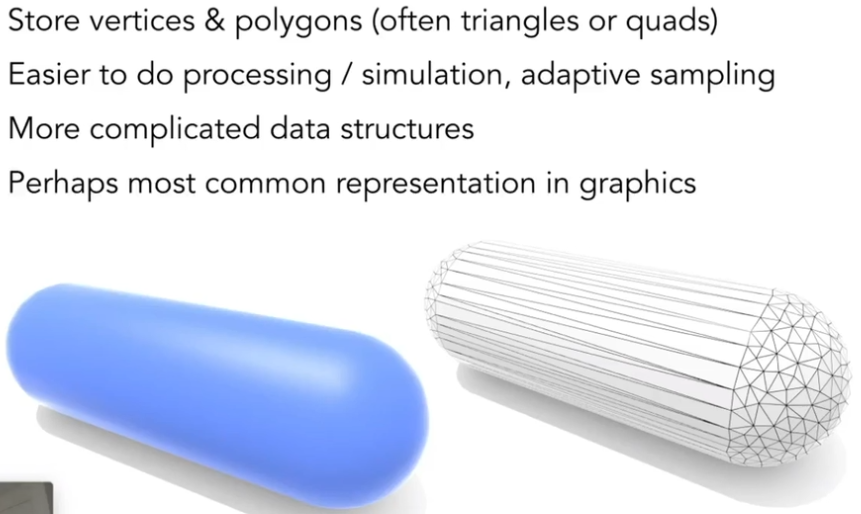 Store vertices & polygons (often triangles or quads)
Easier to do processing / simulation, adaptive sampling
More complicated data structures
Perhaps most common representation in graphics